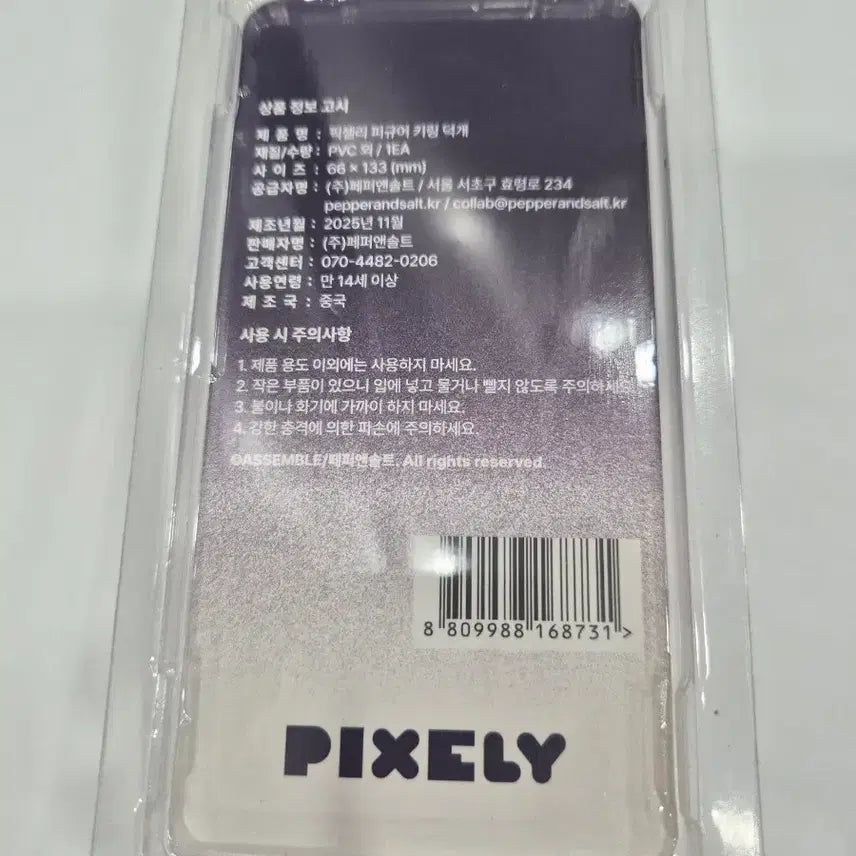 상품 정보 고시
제 품 명 : 픽셀리 피규어 키링 덕개
재질/수량 : PVC 외 / 1EA
사 이 즈 : 66 × 133 (mm)
공급자명 : (주)페퍼앤솔트 / 서울 서초구 효령로 234
pepperandsalt.kr / collab@pepperandsalt.kr
제조년월 : 2025년 11월
판매자명 : (주)페퍼앤솔트
고객센터 : 070-4482-0206
사용연령 : 만 14세 이상
제 조 국 : 중국
사용 시 주의사항
1. 제품 용도 이외에는 사용하지 마세요.
2. 작은 부품이 있으니 입에 넣고 물거나 빨지 않도록 주의하세요.
3. 불이나 화기에 가까이 하지 마세요.
4. 강한 충격에 의한 파손에 주의하세요.
©ASSEMBLE/페퍼앤솔트. All rights reserved.
8 809988 168731 >
PIXELY